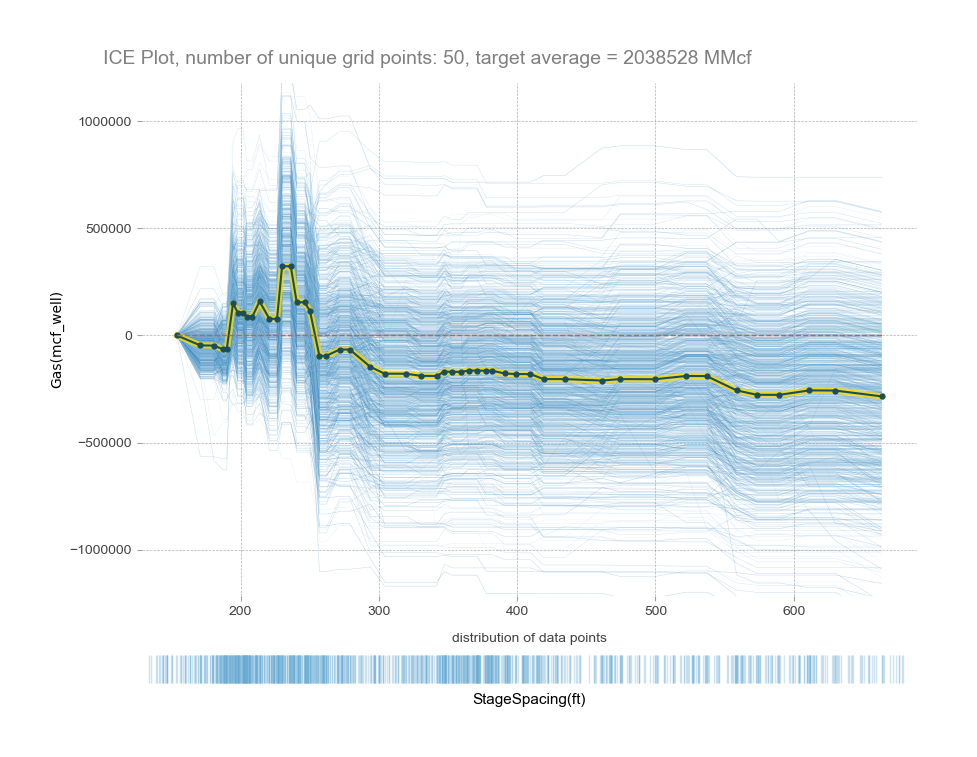 ICE Plot, number of unique grid points: 50, target average = 2038528 MMcf
1000000
500000
0
−500000
−1000000
Gas(mcf_well)
200 300 400 500 600
distribution of data points
StageSpacing(ft)